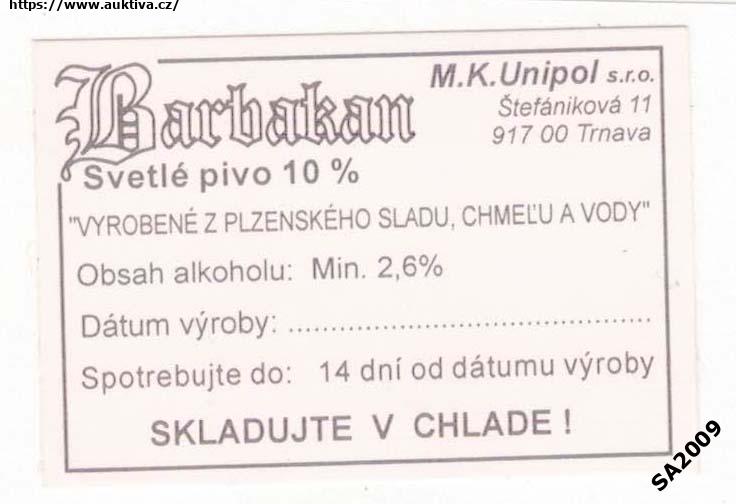 https://www.auktiva.cz/
Barbakan
M.K.Unipol s.r.o.
Štefániková 11
917 00 Trnava
Svetlé pivo 10 %
"VYROBENÉ Z PLZENSKÉHO SLADU, CHMEĽU A VODY"
Obsah alkoholu: Min. 2,6%
Dátum výroby: ..................................................
Spotrebujte do: 14 dní od dátumu výroby
SKLADUJTE V CHLADE !
SA2009